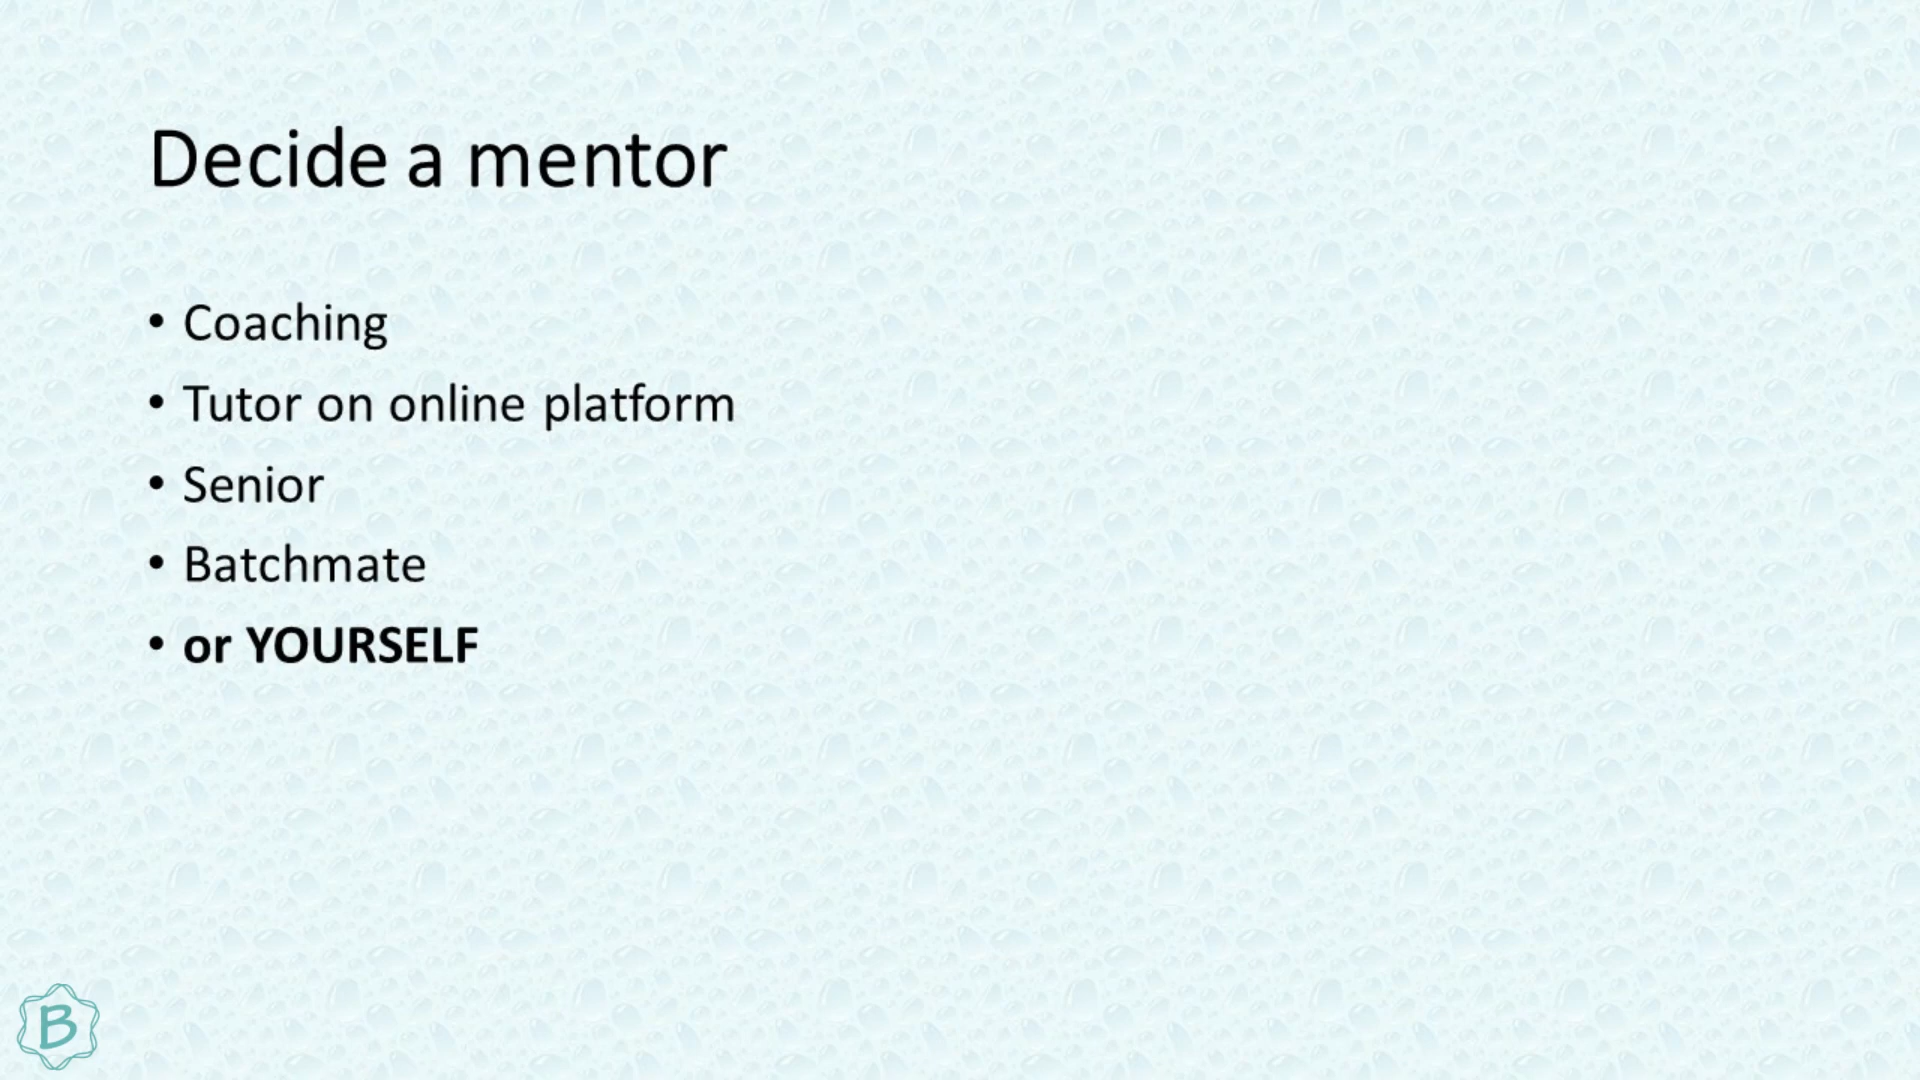 Decide a mentor
• Coaching
• Tutor on online platform
• Senior
• Batchmate
• or YOURSELF
B